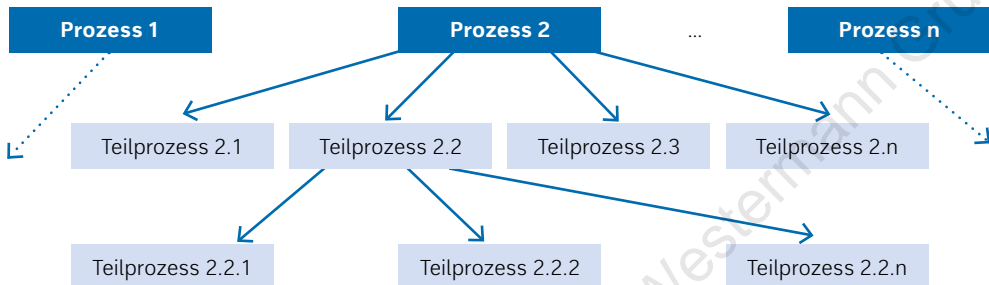 Prozess 1
Prozess 2
...
Prozess n
Teilprozess 2.1
Teilprozess 2.2
Teilprozess 2.3
Teilprozess 2.n
Teilprozess 2.2.1
Teilprozess 2.2.2
Teilprozess 2.2.n
Westermann